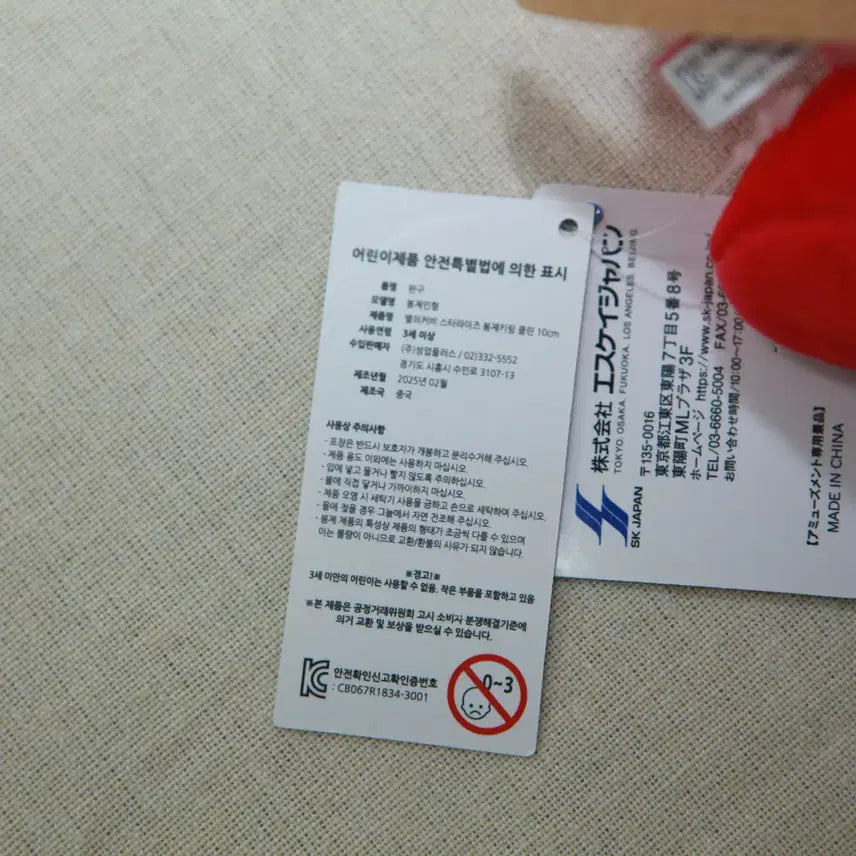 어린이제품 안전특별법에 의한 표시
품명 완구
모델명 봉제인형
제품명 별의커비 스타라이즈 봉제키링 클린 10cm
사용연령 3세 이상
수입판매자 (주)성업플러스 / 02)332-5552
경기도 시흥시 수인로 3107-13
제조년월 2025년 02월
제조국 중국
사용상 주의사항
- 포장은 반드시 보호자가 개봉하고 분리수거해 주십시오.
- 제품 용도 이외에는 사용하지 마십시오.
- 입에 넣고 물거나 빨지 않도록 주의하십시오.
- 불에 직접 닿거나 가까이하지 마십시오.
- 제품 오염 시 세탁기 사용을 금하고 손으로 세탁하여 주십시오.
- 물에 젖을 경우 그늘에서 자연 건조해 주십시오.
- 봉제 제품의 특성상 제품의 형태가 조금씩 다를 수 있으며
이는 불량이 아니므로 교환/환불의 사유가 되지 않습니다.
※경고!※
3세 미만의 어린이는 사용할 수 없음. 작은 부품을 포함하고 있음
※본 제품은 공정거래위원회 고시 소비자 분쟁해결기준에
의거 교환 및 보상을 받으실 수 있습니다.
안전확인신고확인증번호
: CB067R1834-3001
0~3
SK JAPAN
株式会社 エスケイジャパン
TOKYO. OSAKA. FUKUOKA. LOS ANGELES. BEIJING.
〒135-0016
東京都江東区東陽7丁目5番8号
東陽町MLプラザ3F
ホームページ https://www.sk-japan.co.jp/
TEL/03-6660-5004 FAX/03-6
お問い合わせ時間/10:00~17:00
【アミューズメント専用景品】
MADE IN CHINA